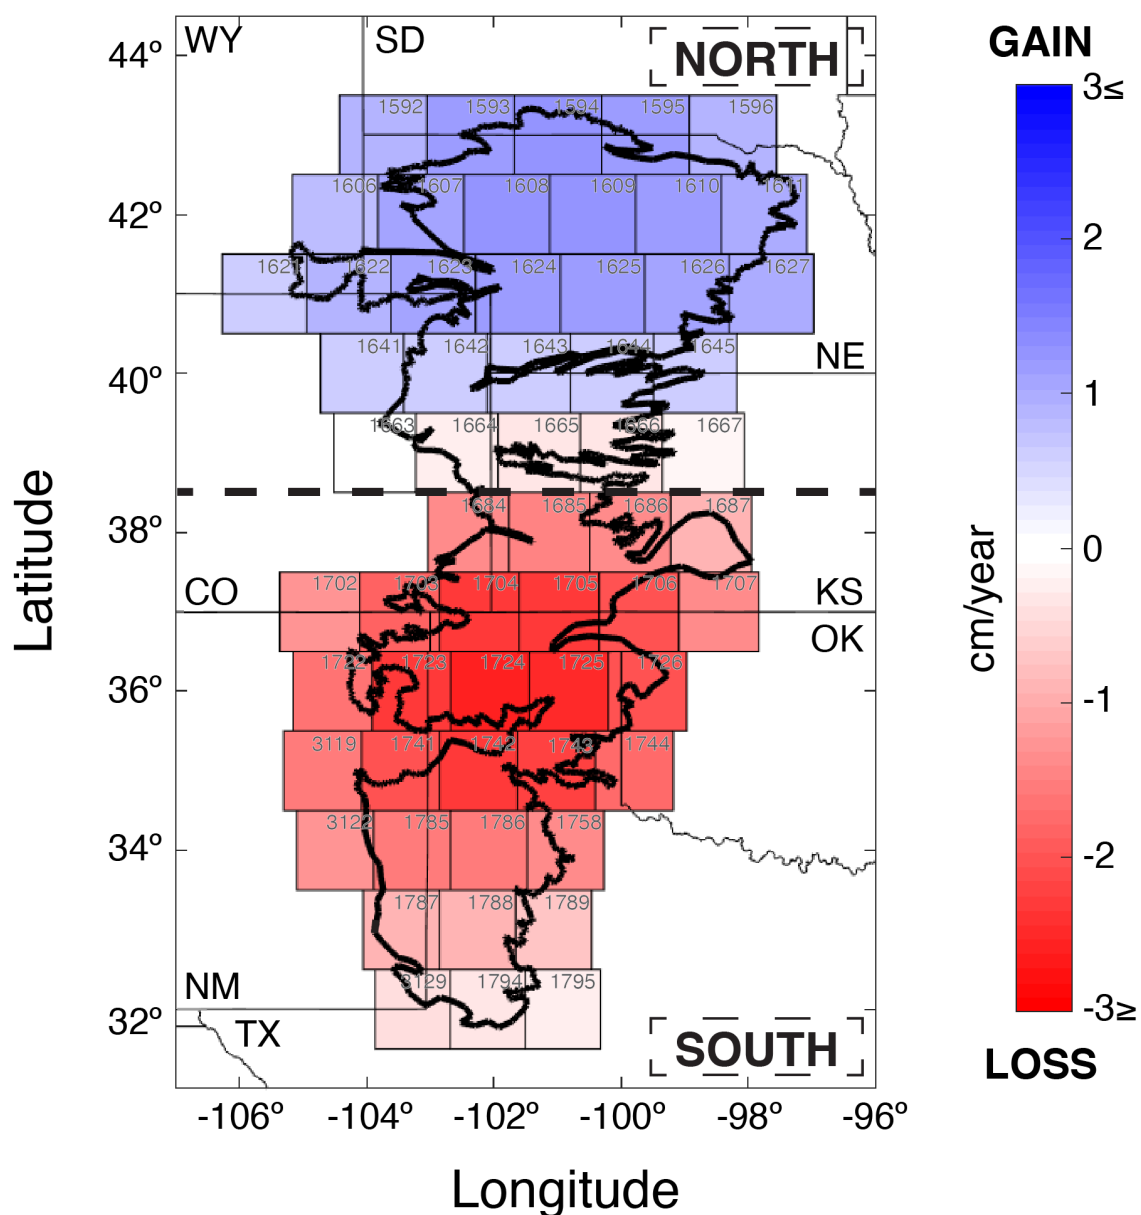 WY SD NORTH GAIN
44º
3≤
1592 1593 1594 1595 1596
1606 1607 1608 1609 1610 1611
42º
2
1621 1622 1623 1624 1625 1626 1627
1641 1642 1643 1644 1645
NE
40º
1
1663 1664 1665 1666 1667
1684 1685 1686 1687
38º
0
1702 1703 1704 1705 1706 1707
CO KS
OK
1722 1723 1724 1725 1726
36º
-1
3119 1741 1742 1743 1744
3122 1785 1786 1758
34º
-2
1787 1788 1789
3129 1794 1795
NM
32º
-3≥
TX
SOUTH
LOSS
-106º -104º -102º -100º -98º -96º
Longitude
Latitude
cm/year